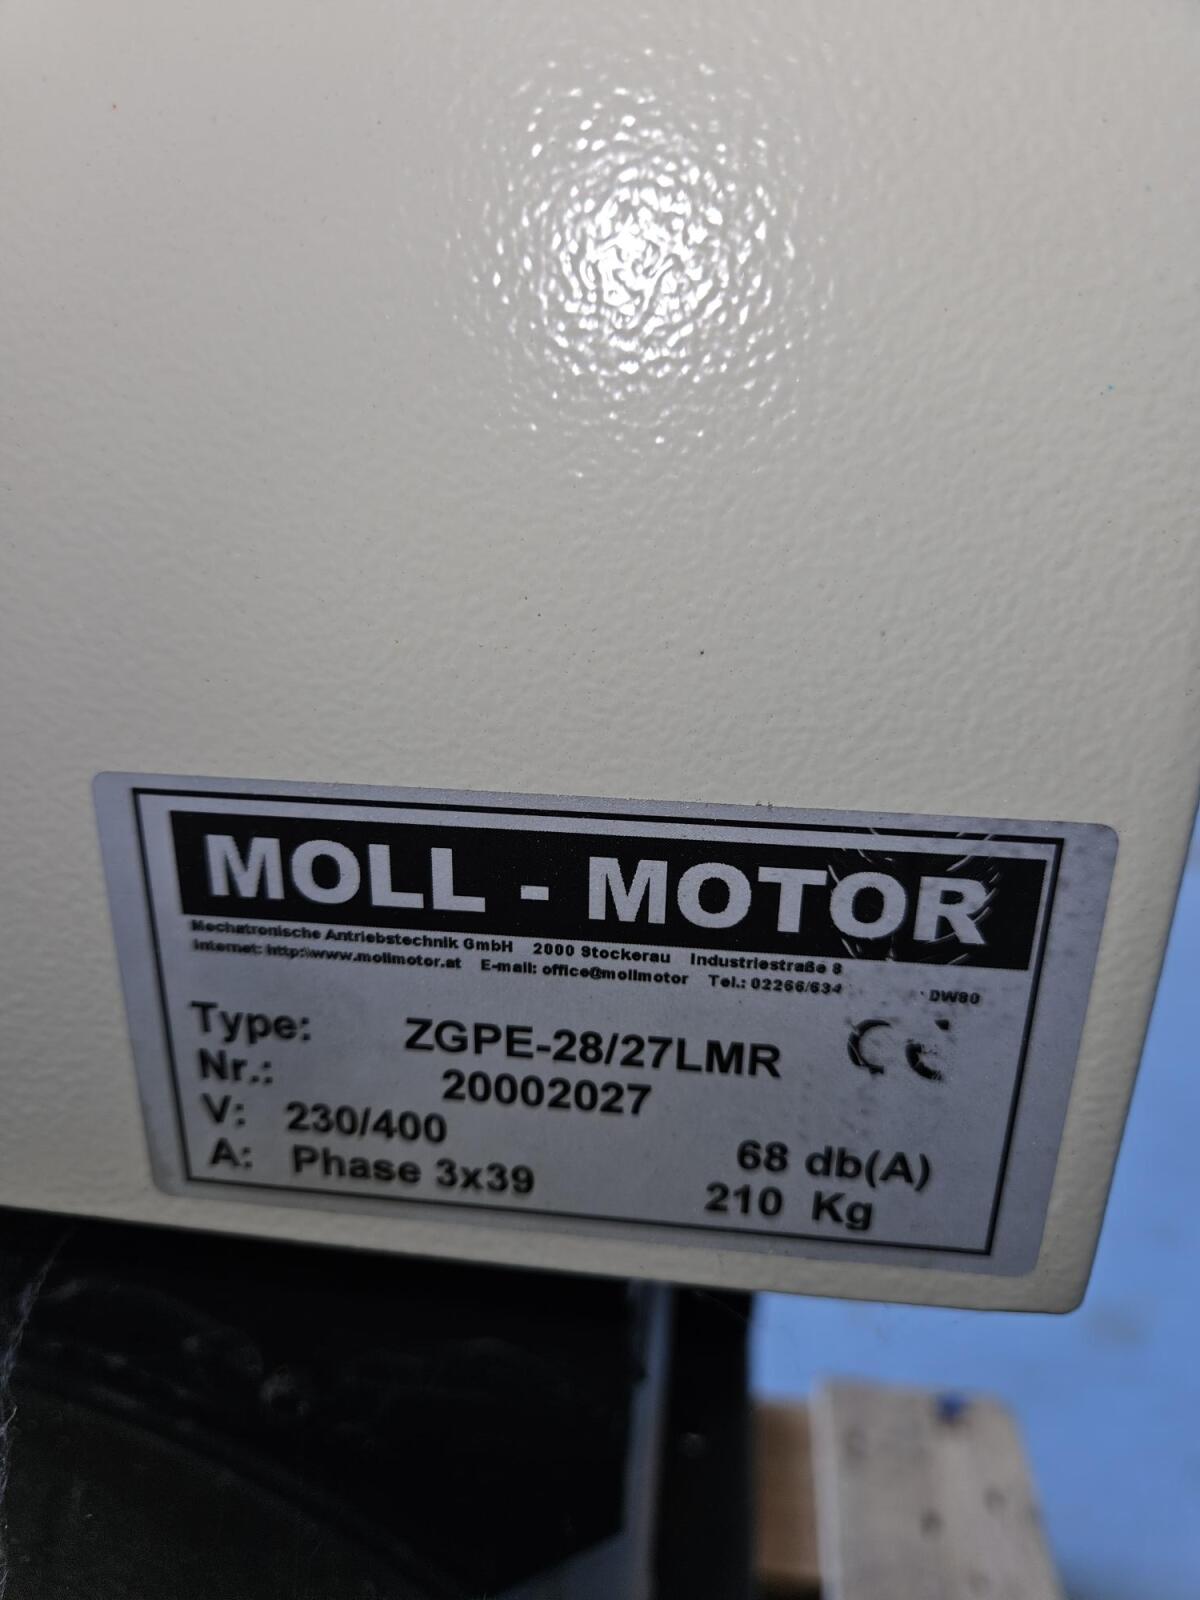 MOLL - MOTOR
Mechatronische Antriebstechnik GmbH 2000 Stockerau Industriestraße 8
Internet: http:\\www.mollmotor.at E-mail: office@mollmotor Tel.: 02266/634
DW80
Type: ZGPE-28/27LMR CE
Nr.: 20002027
V: 230/400 68 db(A)
A: Phase 3x39 210 Kg